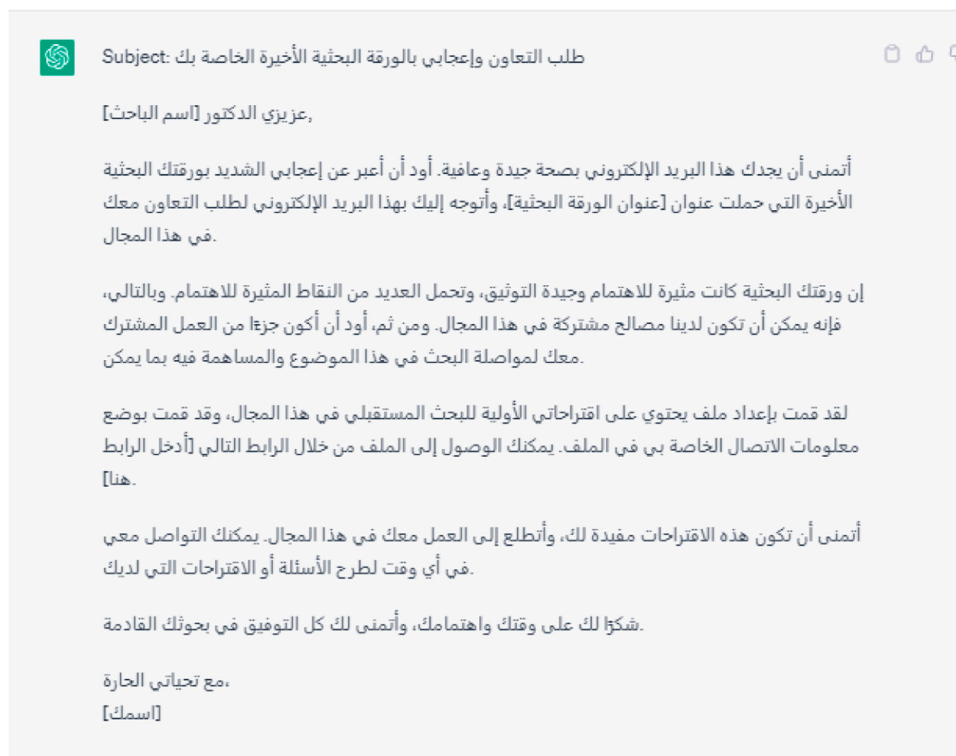 Subject: طلب التعاون وإعجابي بالورقة البحثية الأخيرة الخاصة بك
عزيزي الدكتور [اسم الباحث],
أتمنى أن يجدك هذا البريد الإلكتروني بصحة جيدة وعافية. أود أن أعبر عن إعجابي الشديد بورقتك البحثية
الأخيرة التي حملت عنوان [عنوان الورقة البحثية]، وأتوجه إليك بهذا البريد الإلكتروني لطلب التعاون معك
في هذا المجال.
إن ورقتك البحثية كانت مثيرة للاهتمام وجيدة التوثيق، وتحمل العديد من النقاط المثيرة للاهتمام. وبالتالي،
فإنه يمكن أن تكون لدينا مصالح مشتركة في هذا المجال. ومن ثم، أود أن أكون جزءًا من العمل المشترك
معك لمواصلة البحث في هذا الموضوع والمساهمة فيه بما يمكن.
لقد قمت بإعداد ملف يحتوي على اقتراحاتي الأولية للبحث المستقبلي في هذا المجال، وقد قمت بوضع
معلومات الاتصال الخاصة بي في الملف. يمكنك الوصول إلى الملف من خلال الرابط التالي [أدخل الرابط
هنا].
أتمنى أن تكون هذه الاقتراحات مفيدة لك، وأتطلع إلى العمل معك في هذا المجال. يمكنك التواصل معي
في أي وقت لطرح الأسئلة أو الاقتراحات التي لديك.
شكرًا لك على وقتك واهتمامك، وأتمنى لك كل التوفيق في بحوثك القادمة.
مع تحياتي الحارة،
[اسمك]